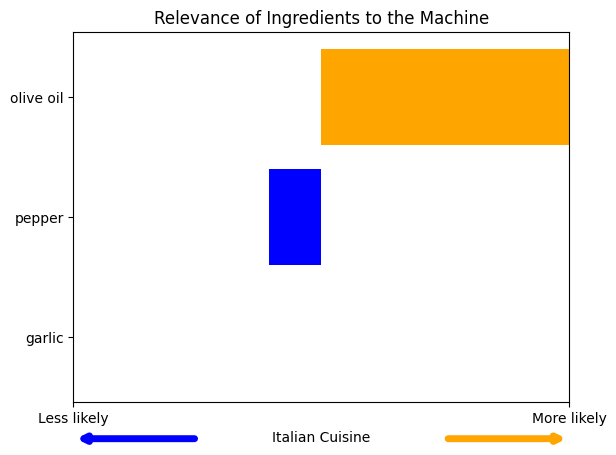 Relevance of Ingredients to the Machine
olive oil
pepper
garlic
Less likely
More likely
Italian Cuisine